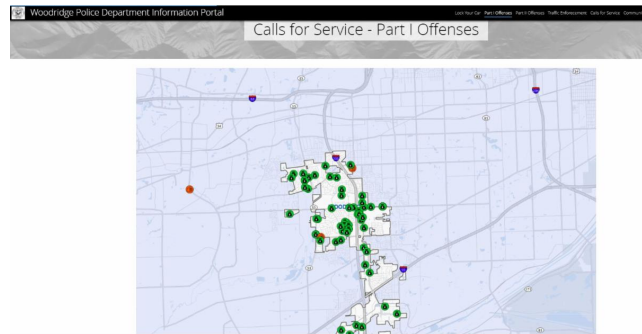 Woodridge Police Department Information Portal
Lock Your Car Part I Offenses Part II Offenses Traffic Enforcement Calls for Service Commun
Calls for Service - Part I Offenses